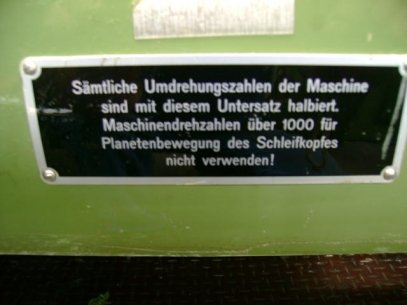 Sämtliche Umdrehungszahlen der Maschine
sind mit diesem Untersatz halbiert.
Maschinendrehzahlen über 1000 für
Planetenbewegung des Schleifkopfes
nicht verwenden!